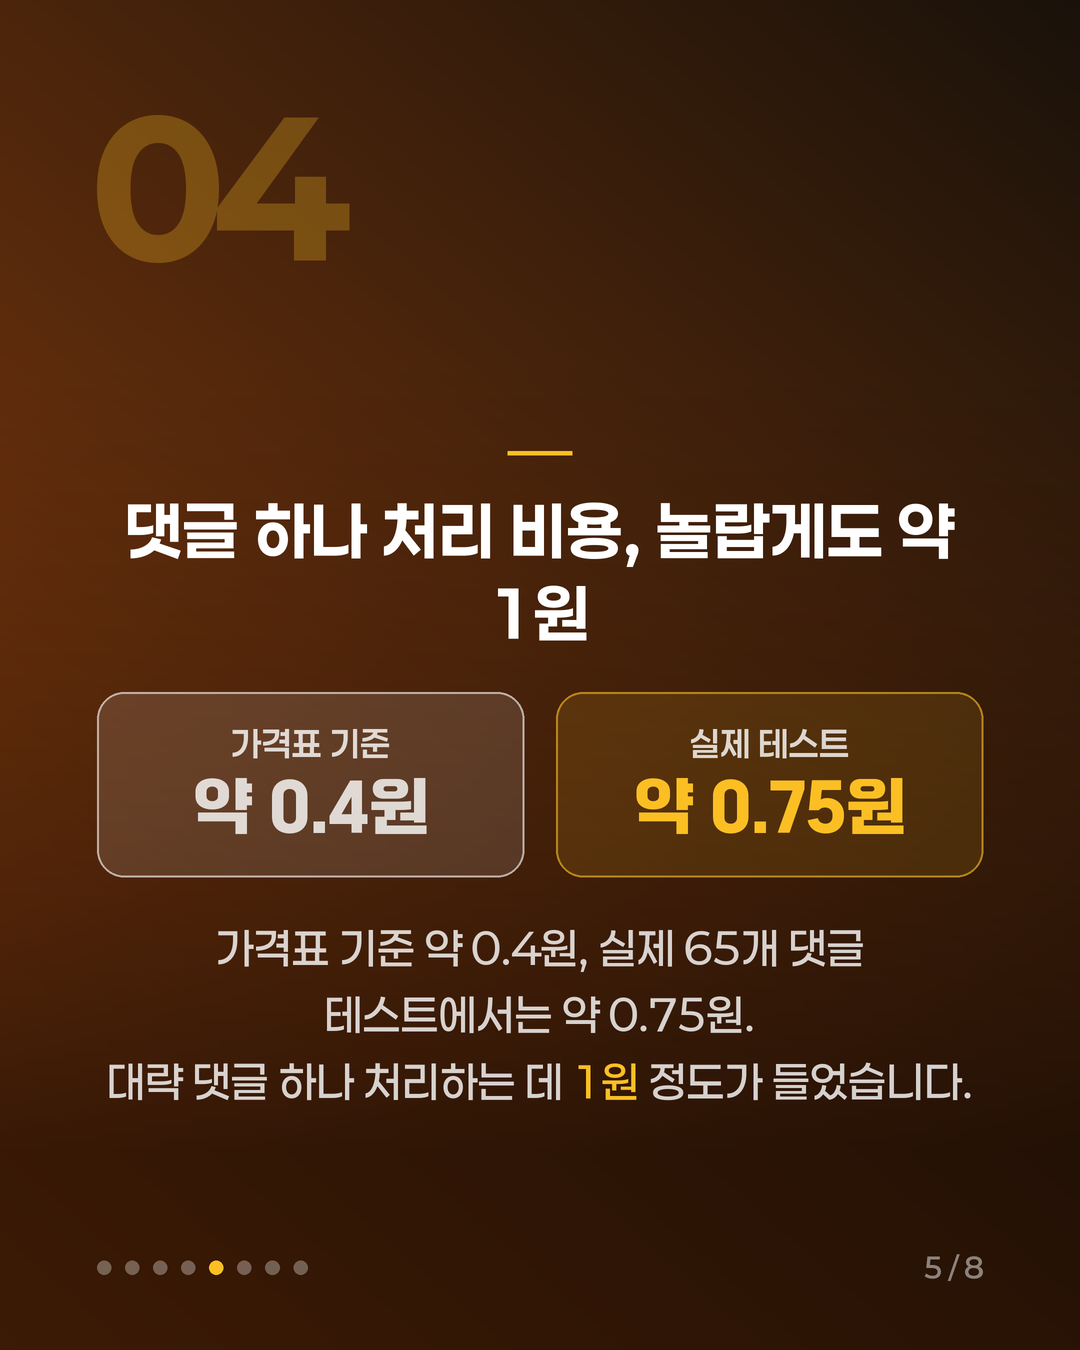 04
댓글 하나 처리 비용, 놀랍게도 약
1원
가격표 기준
약 0.4원
실제 테스트
약 0.75원
가격표 기준 약 0.4원, 실제 65개 댓글
테스트에서는 약 0.75원.
대략 댓글 하나 처리하는 데 1원 정도가 들었습니다.
5/8